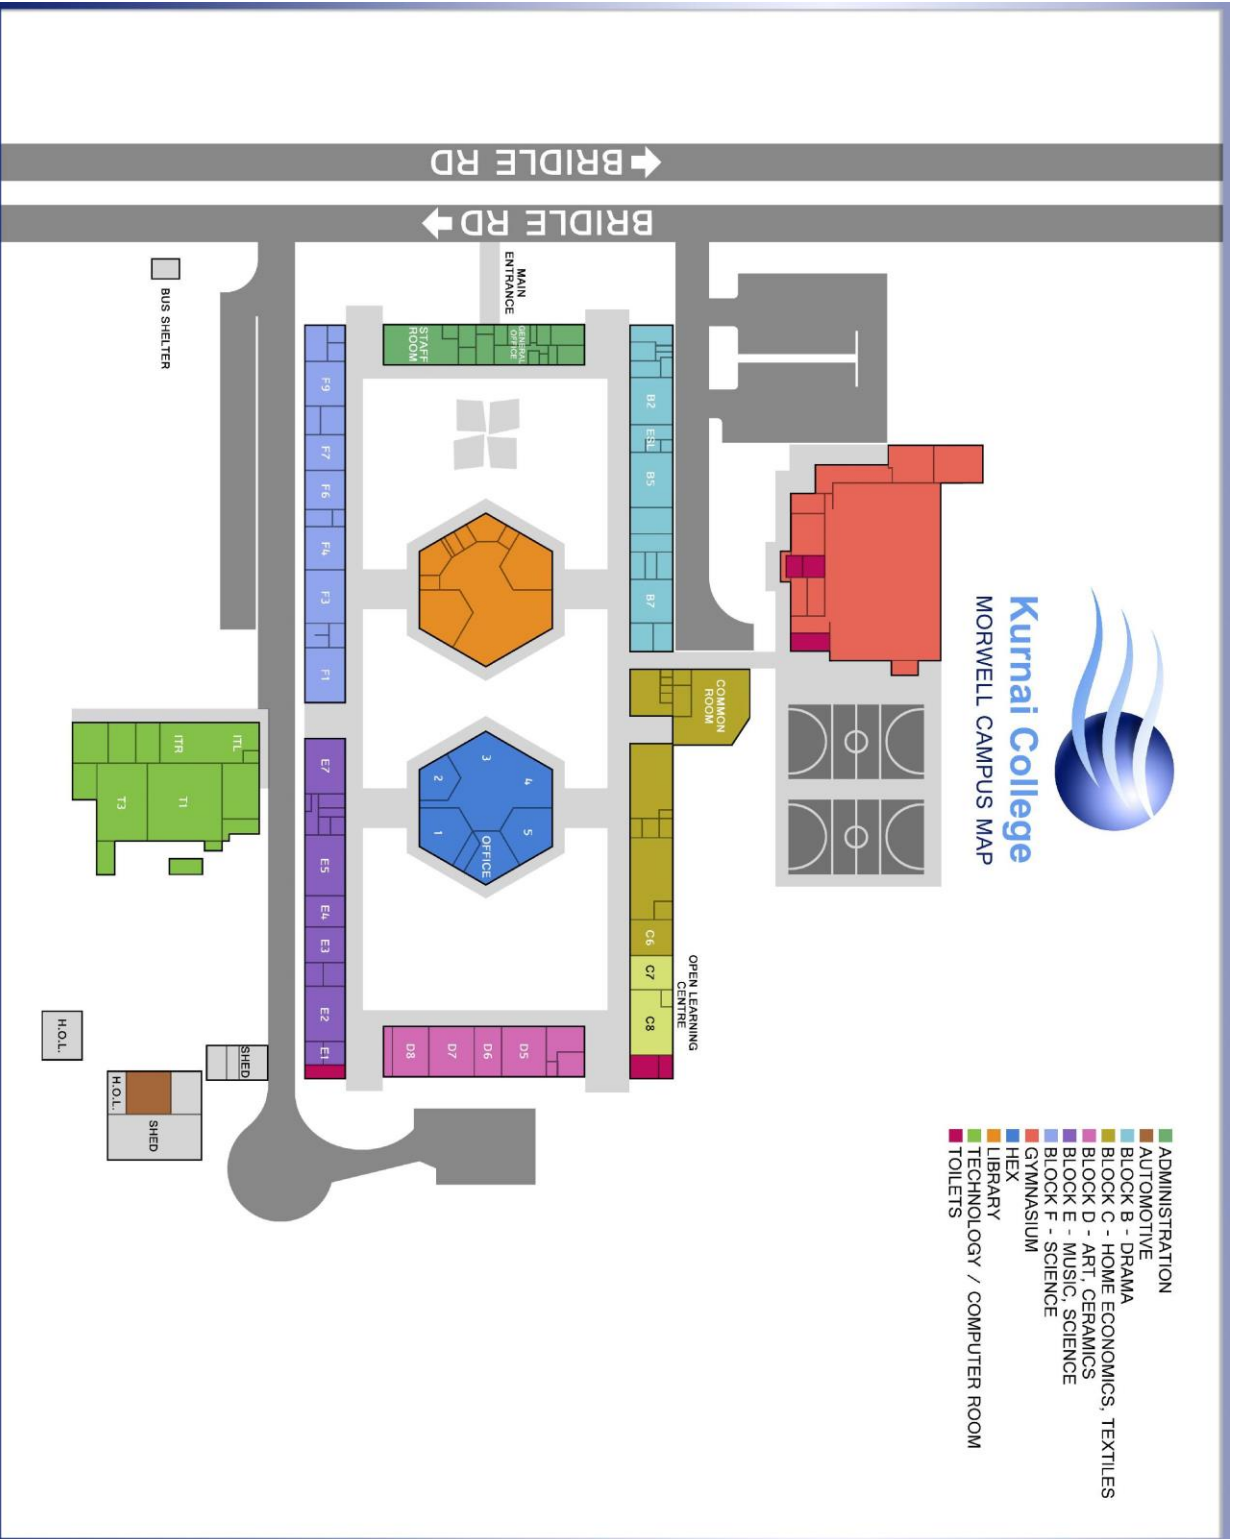 Kurnai College
MORWELL CAMPUS MAP
ADMINISTRATION
AUTOMOTIVE
BLOCK B - DRAMA
BLOCK C - HOME ECONOMICS, TEXTILES
BLOCK D - ART, CERAMICS
BLOCK E - MUSIC, SCIENCE
BLOCK F - SCIENCE
GYMNASIUM
HEX
LIBRARY
TECHNOLOGY / COMPUTER ROOM
TOILETS
COMMON
ROOM
OPEN LEARNING
CENTRE
B2
ESL
B5
B7
C6
C7
C8
MAIN
ENTRANCE
GENERAL
OFFICE
STAFF
ROOM
3
4
2
5
1
OFFICE
D5
D6
D7
D8
F9
F7
F6
F4
F3
F1
E7
E5
E4
E3
E2
E1
BRIDLE RD
BRIDLE RD
BUS SHELTER
ITL
ITR
T1
T3
SHED
SHED
H.O.L.
H.O.L.